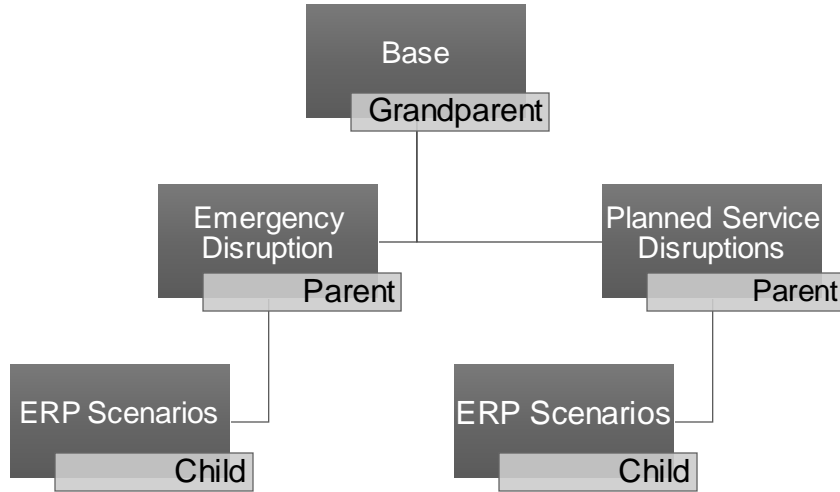 Base
Grandparent
Emergency
Disruption
Parent
Planned Service
Disruptions
Parent
ERP Scenarios
Child
ERP Scenarios
Child